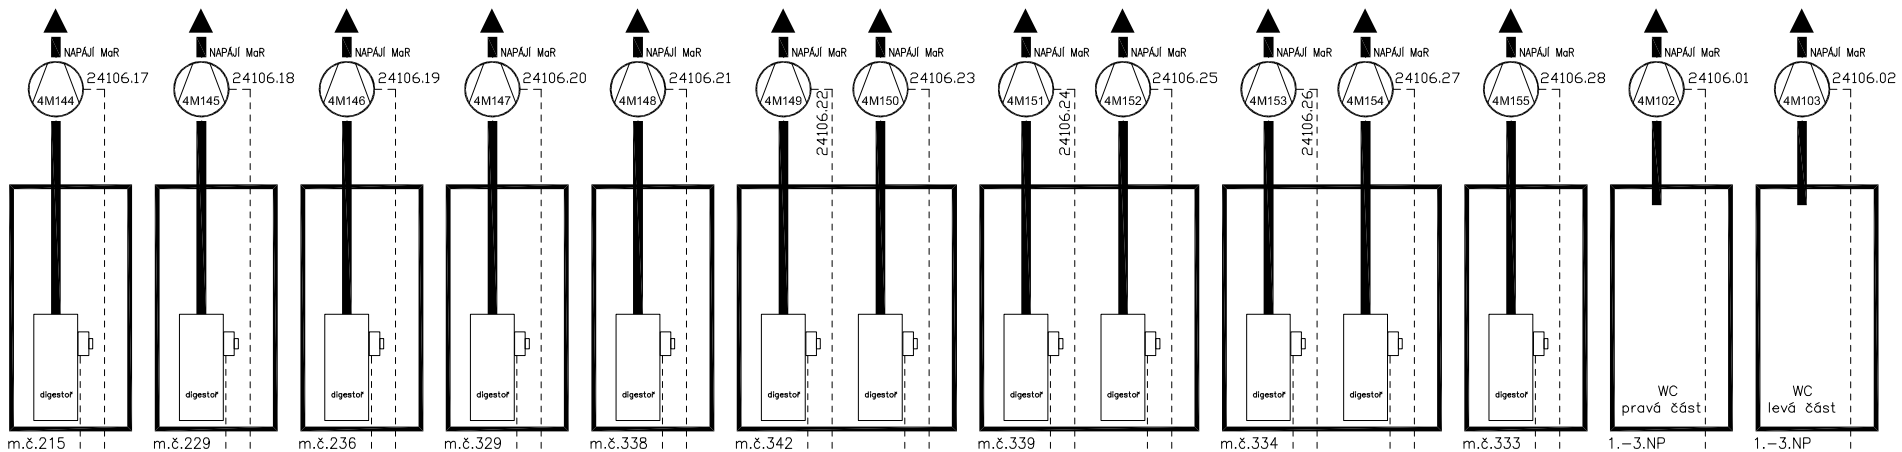 NAPÁJÍ MaR NAPÁJÍ MaR NAPÁJÍ MaR NAPÁJÍ MaR NAPÁJÍ MaR NAPÁJÍ MaR NAPÁJÍ MaR NAPÁJÍ MaR NAPÁJÍ MaR NAPÁJÍ MaR NAPÁJÍ MaR NAPÁJÍ MaR NAPÁJÍ MaR NAPÁJÍ MaR
24106.17 24106.18 24106.19 24106.20 24106.21 24106.23 24106.25 24106.27 24106.28 24106.01 24106.02
4M144 4M145 4M146 4M147 4M148 4M149 4M150 4M151 4M152 4M153 4M154 4M155 4M102 4M103
24106.22
24106.24
24106.26
digestoř digestoř digestoř digestoř digestoř digestoř digestoř digestoř digestoř digestoř digestoř digestoř
WC WC
pravá část levá část
m.č.215 m.č.229 m.č.236 m.č.329 m.č.338 m.č.342 m.č.339 m.č.334 m.č.333 1.-3.NP 1.-3.NP